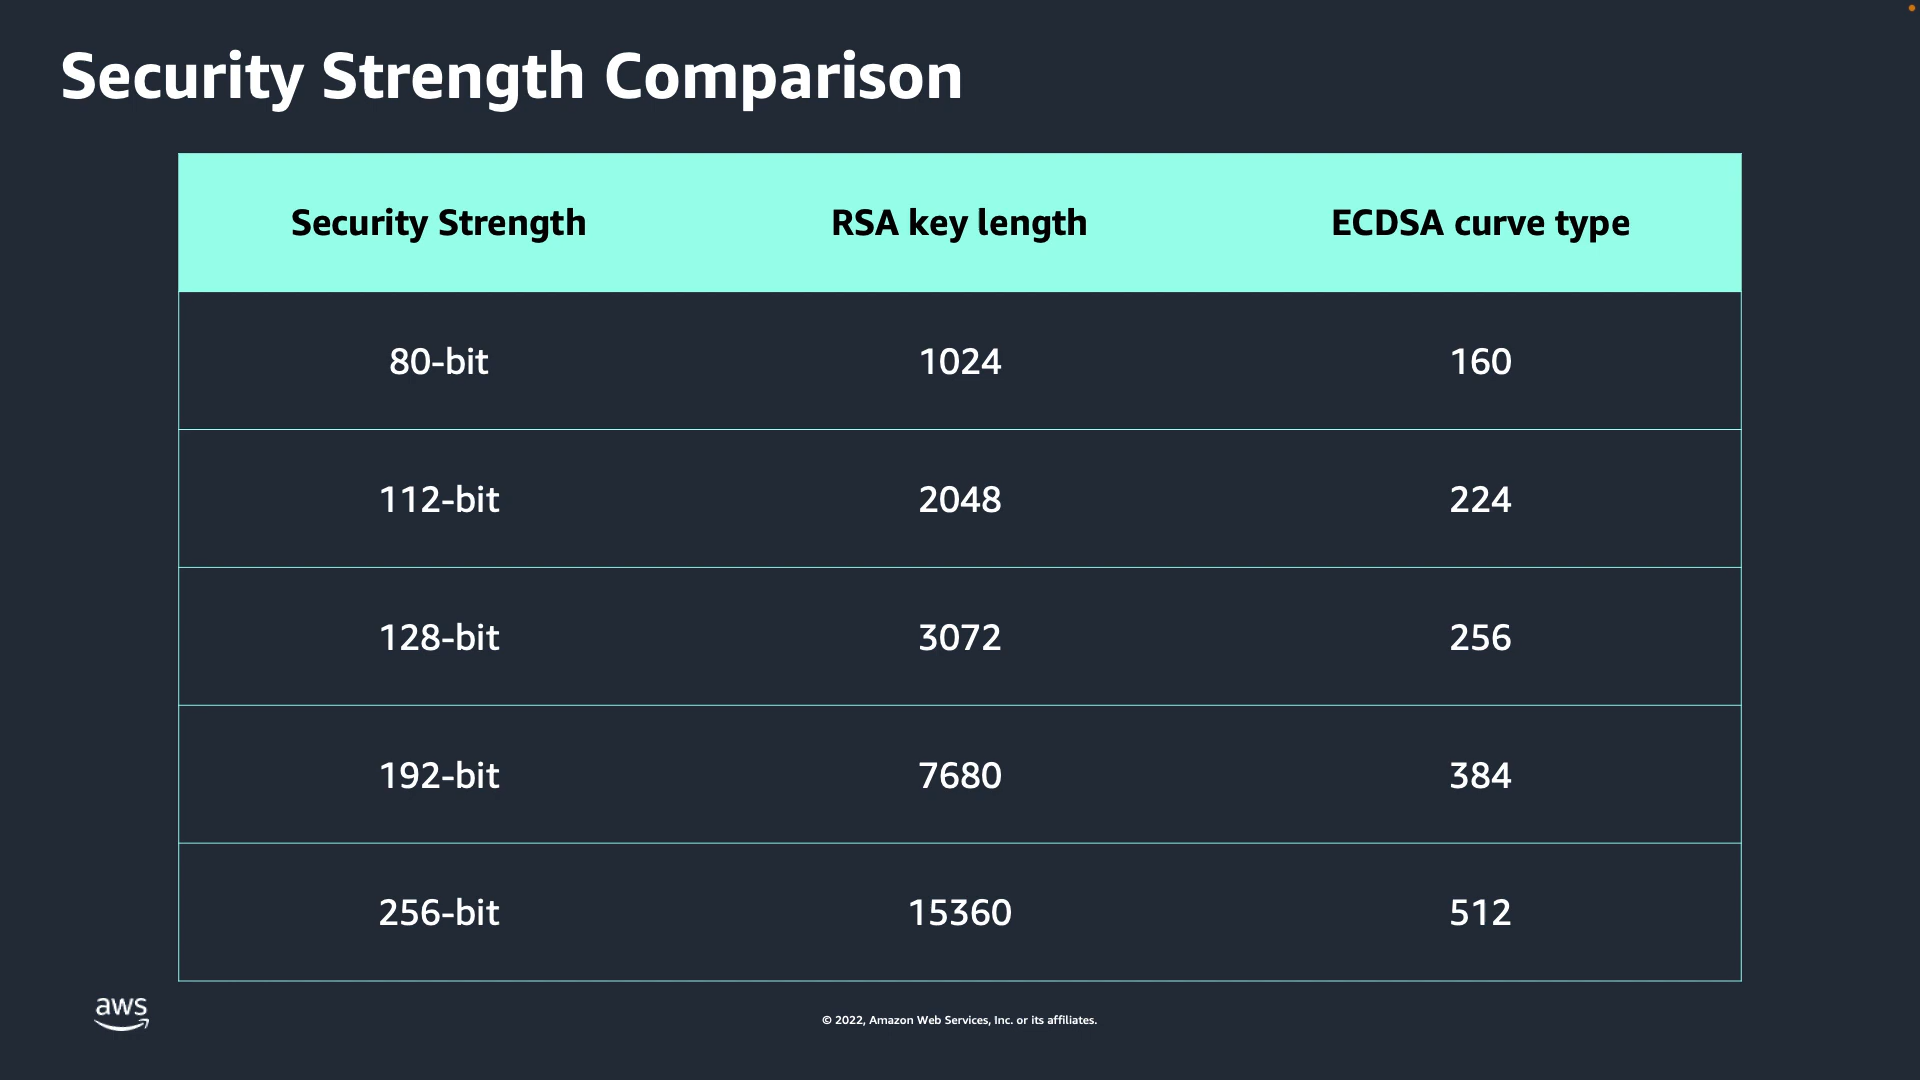 Security Strength Comparison
Security Strength RSA key length ECDSA curve type
80-bit 1024 160
112-bit 2048 224
128-bit 3072 256
192-bit 7680 384
256-bit 15360 512
aws
© 2022, Amazon Web Services, Inc. or its affiliates.